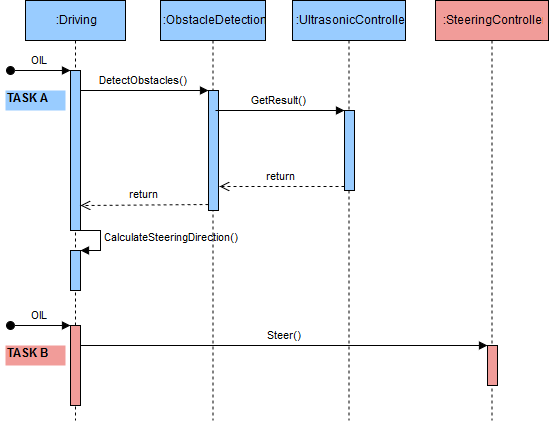 :Driving
:ObstacleDetection
:UltrasonicControlle
:SteeringControlle
OIL
TASK A
DetectObstacles()
GetResult()
return
return
CalculateSteeringDirection()
OIL
TASK B
Steer()